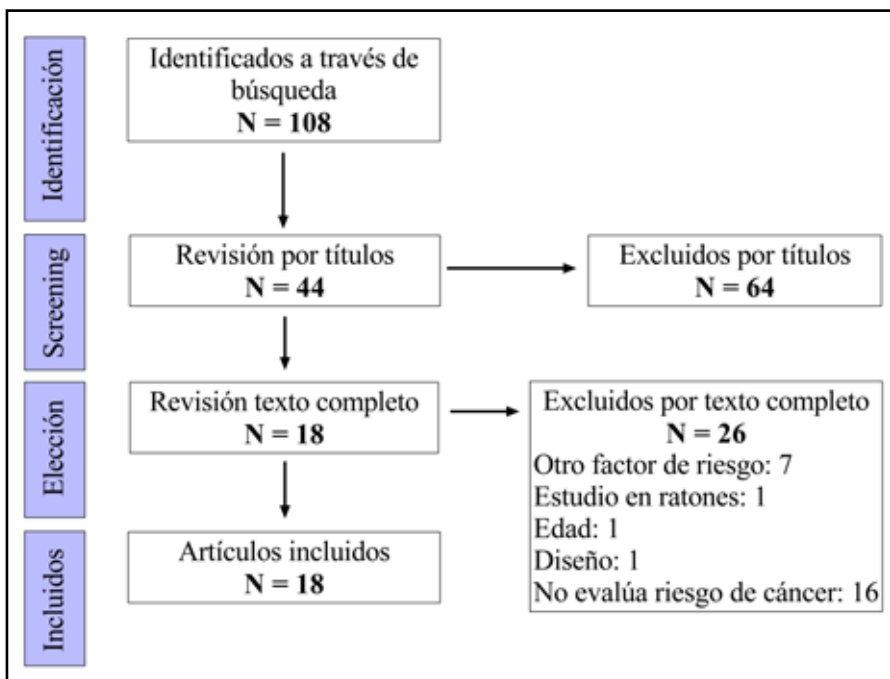 Identificación
Identificados a través de
búsqueda
N = 108
Screening
Revisión por títulos
N = 44
Excluidos por títulos
N = 64
Elección
Revisión texto completo
N = 18
Excluidos por texto completo
N = 26
Otro factor de riesgo: 7
Estudio en ratones: 1
Edad: 1
Diseño: 1
No evalúa riesgo de cáncer: 16
Incluidos
Artículos incluidos
N = 18